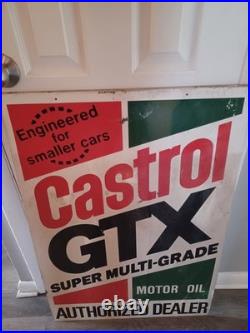 Engineered
for
smaller cars
Castrol
GTX
SUPER MULTI-GRADE
MOTOR OIL
AUTHORIZED DEALER